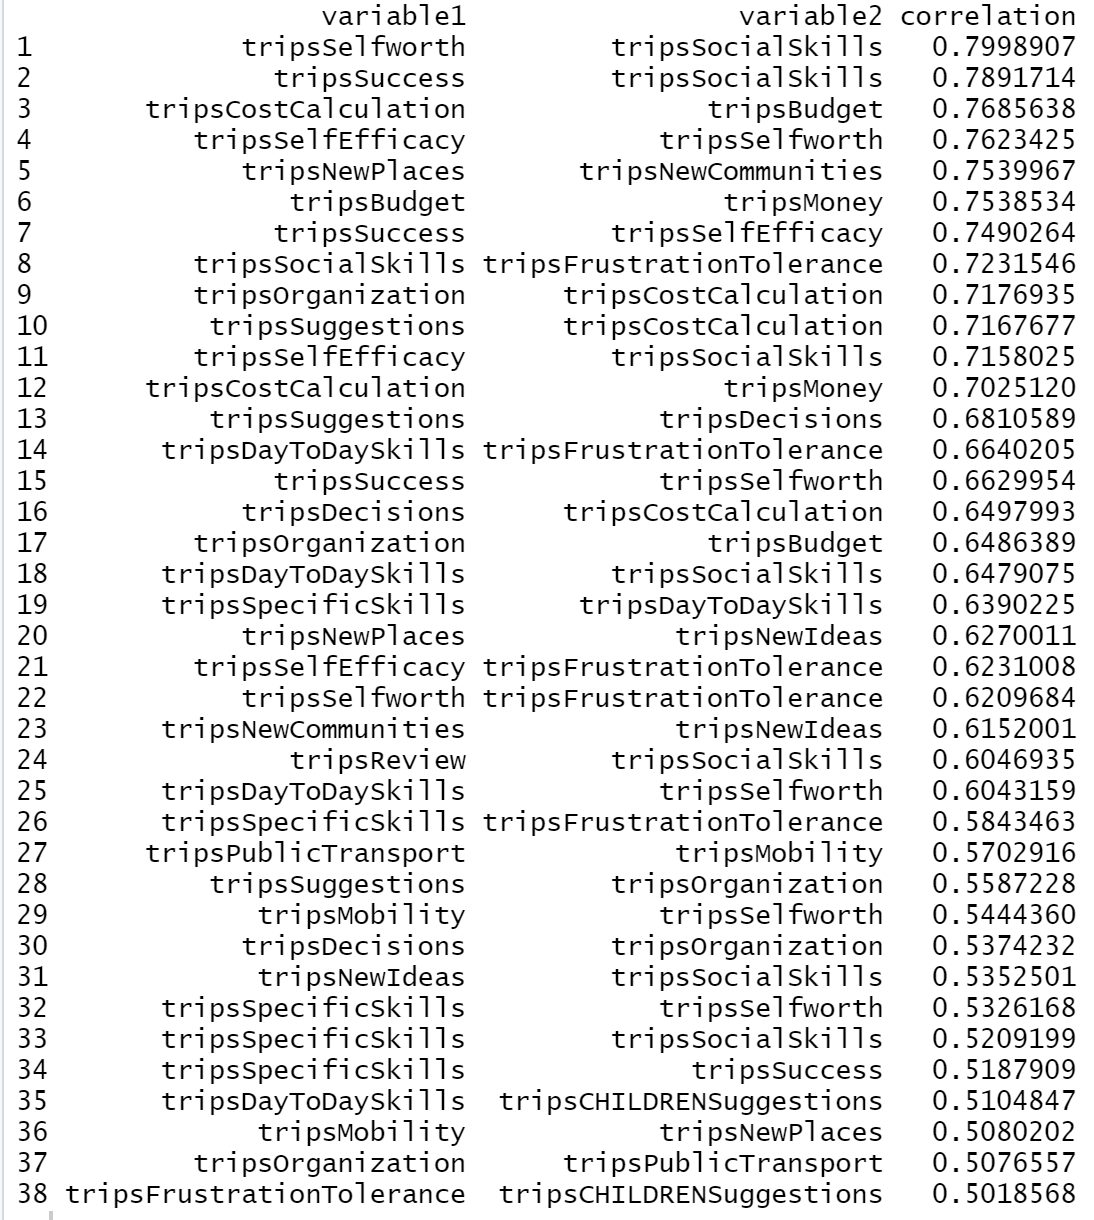 variable1 variable2 correlation
1 tripsSelfworth tripsSocialSkills 0.7998907
2 tripsSuccess tripsSocialSkills 0.7891714
3 tripsCostCalculation tripsBudget 0.7685638
4 tripsSelfEfficacy tripsSelfworth 0.7623425
5 tripsNewPlaces tripsNewCommunities 0.7539967
6 tripsBudget tripsMoney 0.7538534
7 tripsSuccess tripsSelfEfficacy 0.7490264
8 tripsSocialSkills tripsFrustrationTolerance 0.7231546
9 tripsOrganization tripsCostCalculation 0.7176935
10 tripsSuggestions tripsCostCalculation 0.7167677
11 tripsSelfEfficacy tripsSocialSkills 0.7158025
12 tripsCostCalculation tripsMoney 0.7025120
13 tripsSuggestions tripsDecisions 0.6810589
14 tripsDayToDaySkills tripsFrustrationTolerance 0.6640205
15 tripsSuccess tripsSelfworth 0.6629954
16 tripsDecisions tripsCostCalculation 0.6497993
17 tripsOrganization tripsBudget 0.6486389
18 tripsDayToDaySkills tripsSocialSkills 0.6479075
19 tripsSpecificSkills tripsDayToDaySkills 0.6390225
20 tripsNewPlaces tripsNewIdeas 0.6270011
21 tripsSelfEfficacy tripsFrustrationTolerance 0.6231008
22 tripsSelfworth tripsFrustrationTolerance 0.6209684
23 tripsNewCommunities tripsNewIdeas 0.6152001
24 tripsReview tripsSocialSkills 0.6046935
25 tripsDayToDaySkills tripsSelfworth 0.6043159
26 tripsSpecificSkills tripsFrustrationTolerance 0.5843463
27 tripsPublicTransport tripsMobility 0.5702916
28 tripsSuggestions tripsOrganization 0.5587228
29 tripsMobility tripsSelfworth 0.5444360
30 tripsDecisions tripsOrganization 0.5374232
31 tripsNewIdeas tripsSocialSkills 0.5352501
32 tripsSpecificSkills tripsSelfworth 0.5326168
33 tripsSpecificSkills tripsSocialSkills 0.5209199
34 tripsSpecificSkills tripsSuccess 0.5187909
35 tripsDayToDaySkills tripsCHILDRENSuggestions 0.5104847
36 tripsMobility tripsNewPlaces 0.5080202
37 tripsOrganization tripsPublicTransport 0.5076557
38 tripsFrustrationTolerance tripsCHILDRENSuggestions 0.5018568